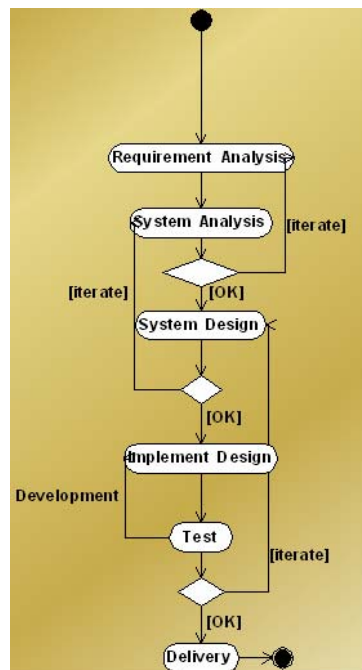 Requirement Analysis
System Analysis
[iterate]
[OK]
[iterate]
System Design
[OK]
Implement Design
Development
Test
[iterate]
[OK]
Delivery